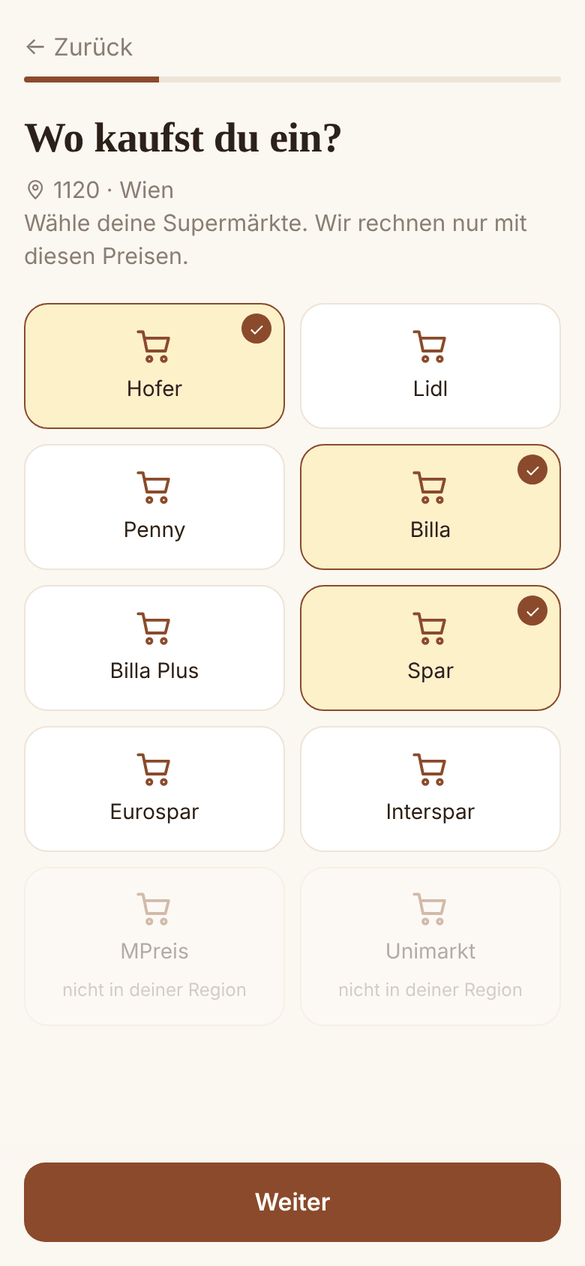 ← Zurück
Wo kaufst du ein?
1120 · Wien
Wähle deine Supermärkte. Wir rechnen nur mit
diesen Preisen.
Hofer
Lidl
Penny
Billa
Billa Plus
Spar
Eurospar
Interspar
MPreis
nicht in deiner Region
Unimarkt
nicht in deiner Region
Weiter